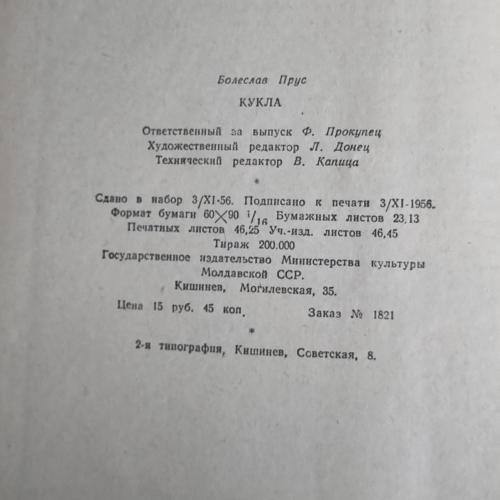 Болеслав Прус
КУКЛА
Ответственный за выпуск Ф. Прокупец
Художественный редактор Л. Донец
Технический редактор В. Капица
*
Сдано в набор 3/XI-56. Подписано к печати 3/XI-1956.
Формат бумаги 60×90 1/16 Бумажных листов 23,13
Печатных листов 46,25 Уч.-изд. листов 46,45
Тираж 200.000
Государственное издательство Министерства культуры
Молдавской ССР.
Кишинев, Могилевская, 35.
Цена 15 руб. 45 коп. Заказ № 1821
*
2-я типография, Кишинев, Советская, 8.